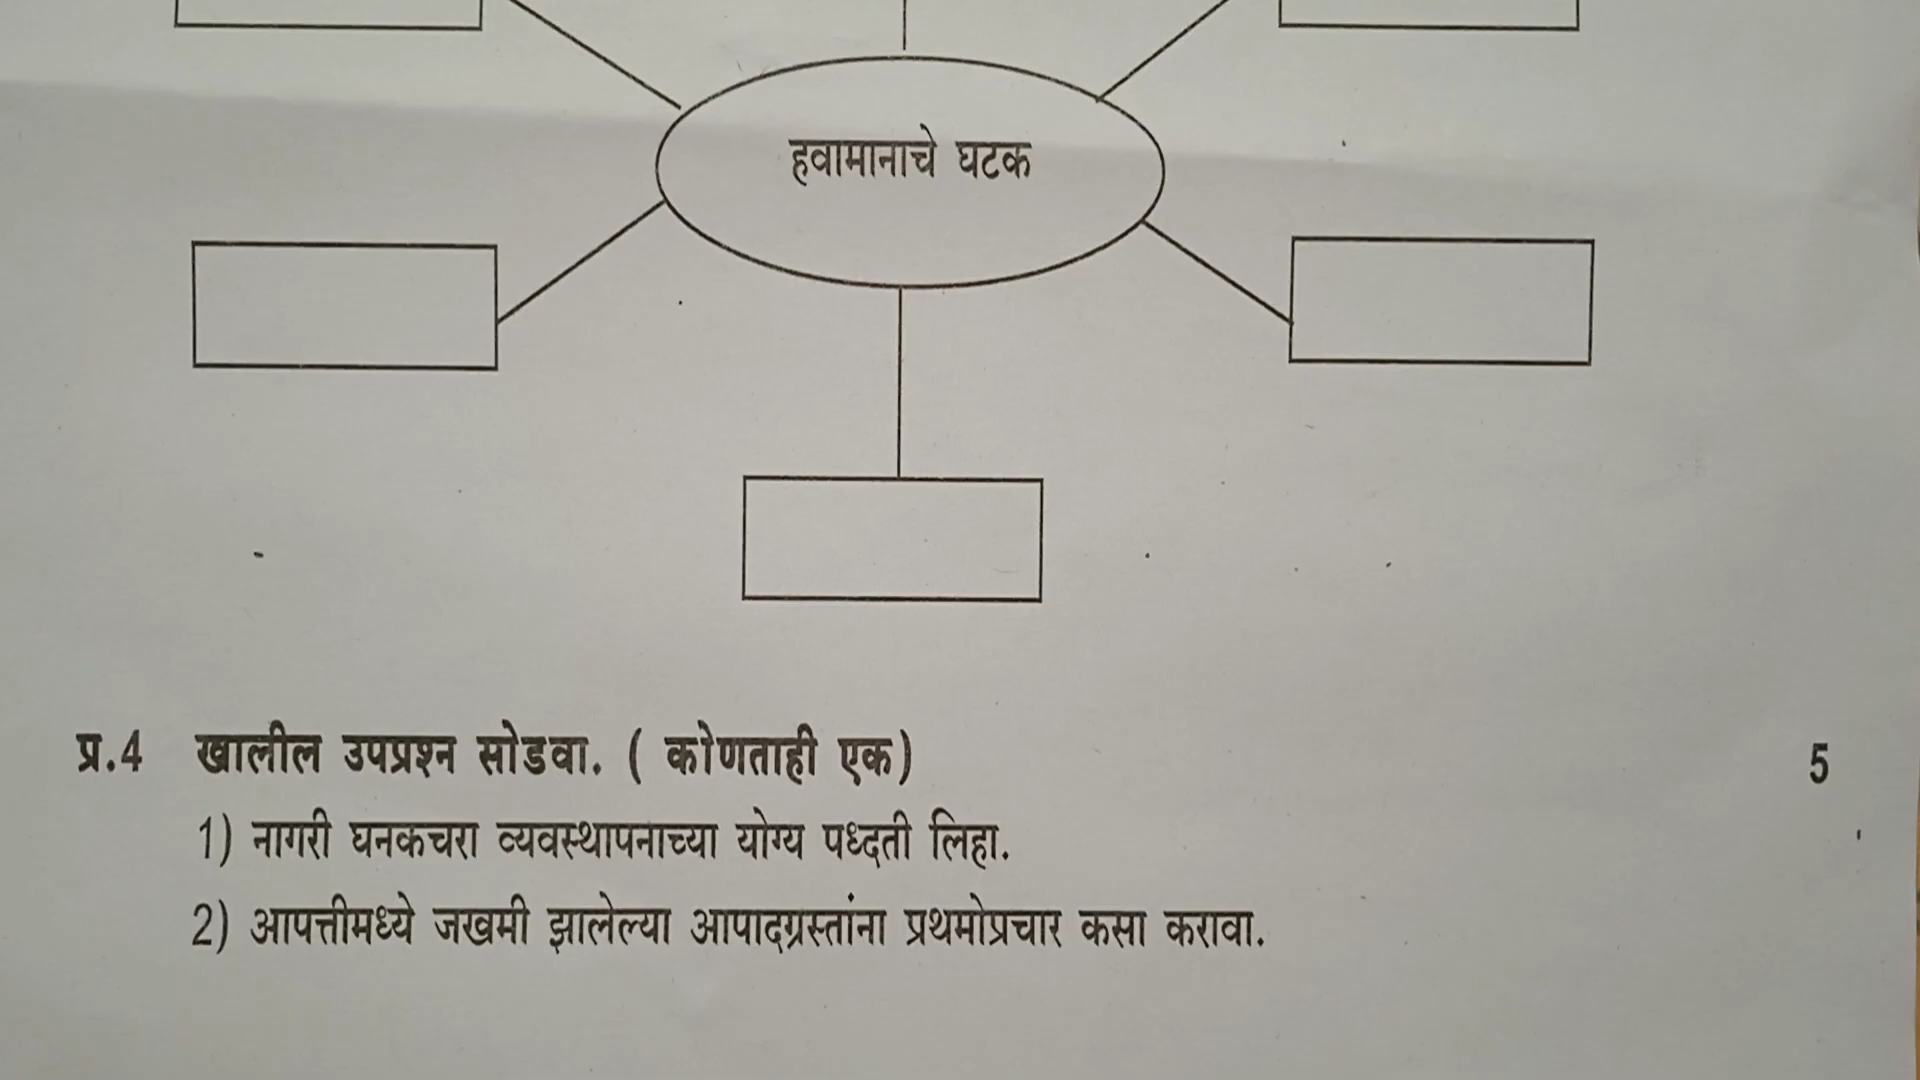 हवामानाचे घटक
प्र.4 खालील उपप्रश्न सोडवा. ( कोणताही एक) 5
1) नागरी घनकचरा व्यवस्थापनाच्या योग्य पध्दती लिहा.
2) आपत्तीमध्ये जखमी झालेल्या आपादग्रस्तांना प्रथमोप्रचार कसा करावा.